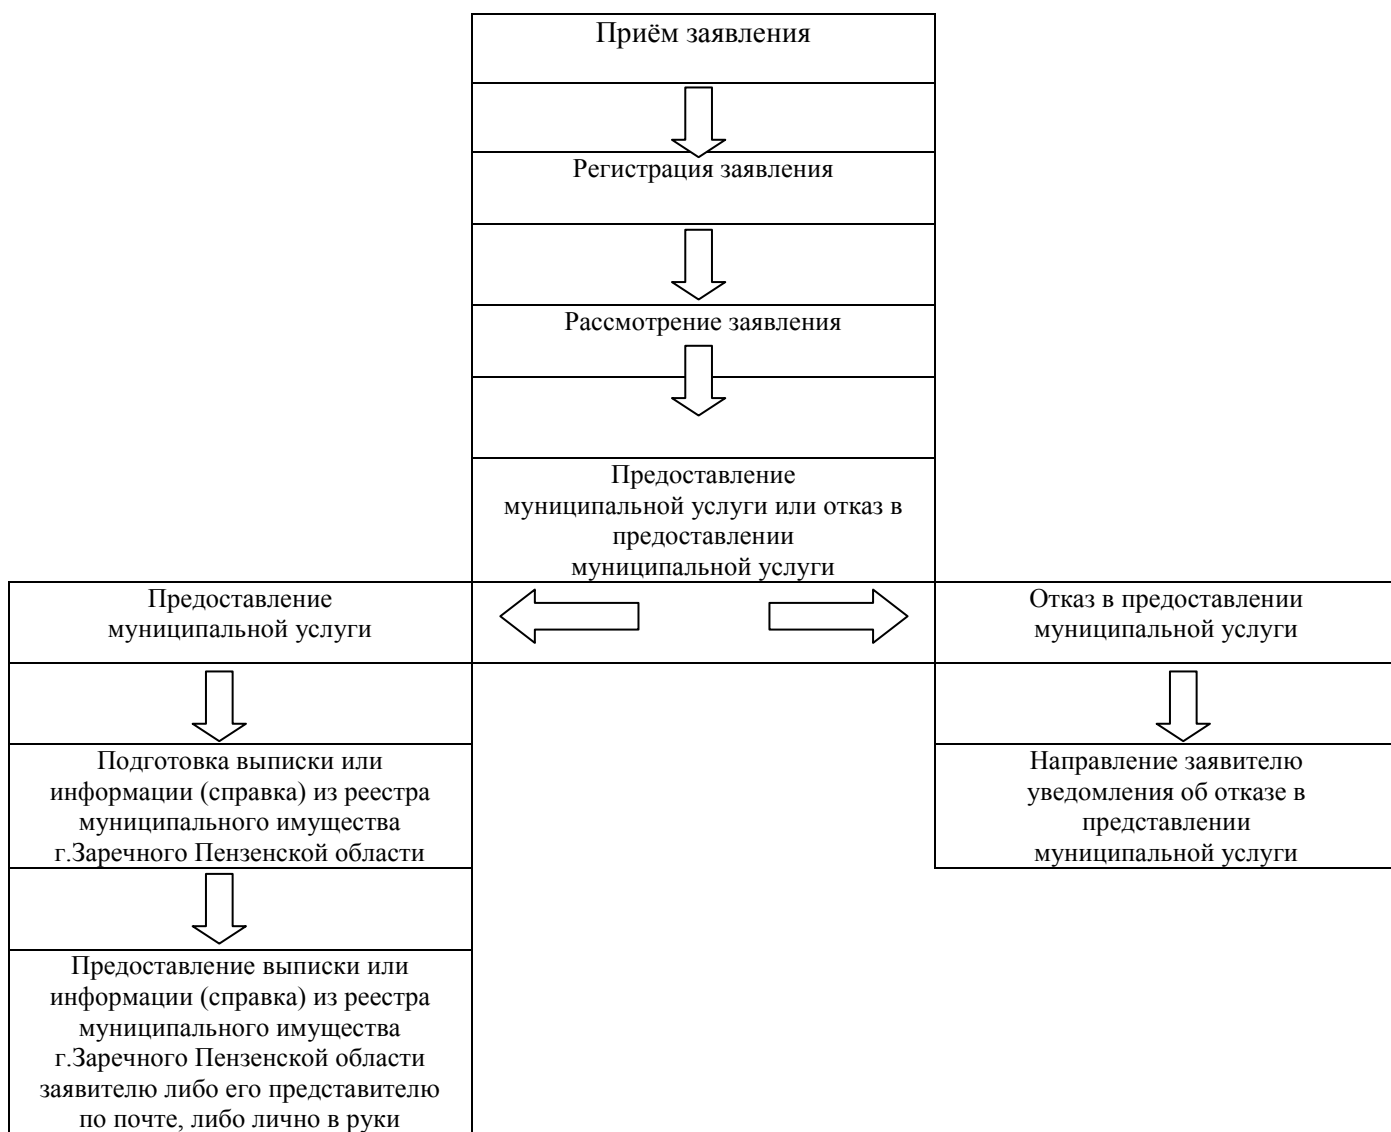 Приём заявления
Регистрация заявления
Рассмотрение заявления
Предоставление
муниципальной услуги или отказ в
предоставлении
муниципальной услуги
Предоставление
муниципальной услуги
Отказ в предоставлении
муниципальной услуги
Подготовка выписки или
информации (справка) из реестра
муниципального имущества
г.Заречного Пензенской области
Направление заявителю
уведомления об отказе в
представлении
муниципальной услуги
Предоставление выписки или
информации (справка) из реестра
муниципального имущества
г.Заречного Пензенской области
заявителю либо его представителю
по почте, либо лично в руки